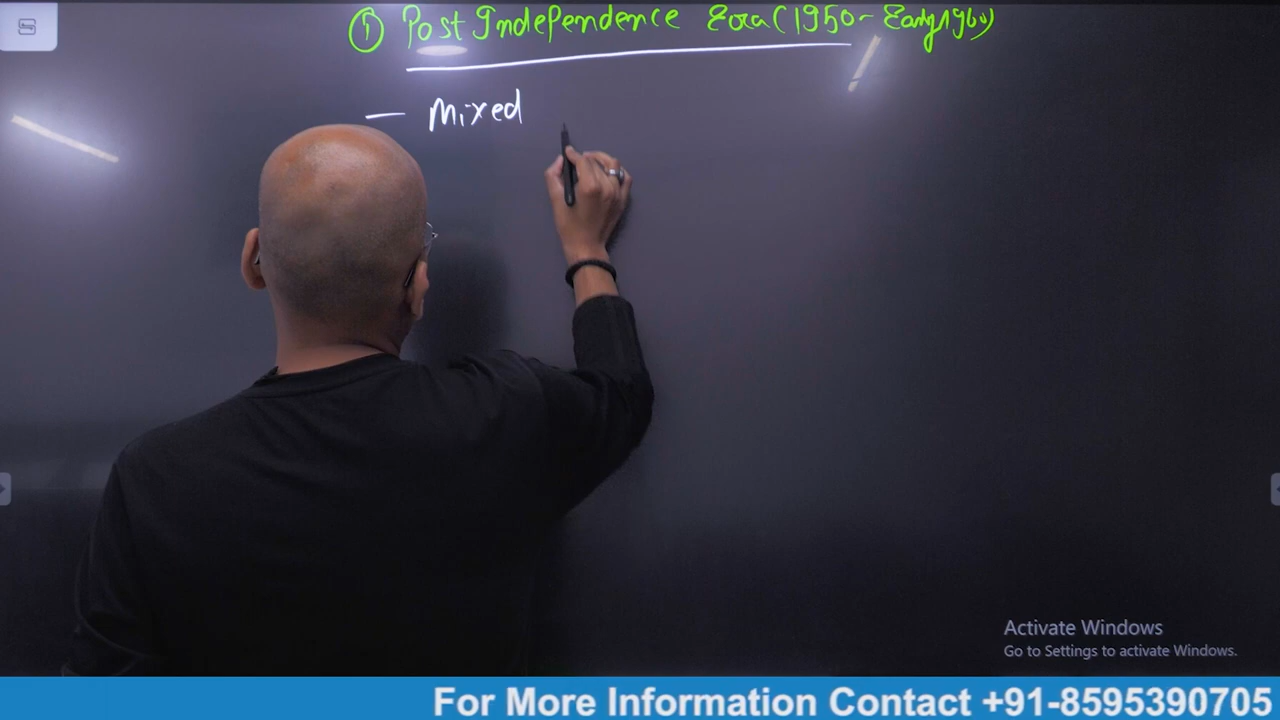 ① Post Independence Era (1950 - Early 1960)
— Mixed
Activate Windows
Go to Settings to activate Windows.
For More Information Contact +91-8595390705